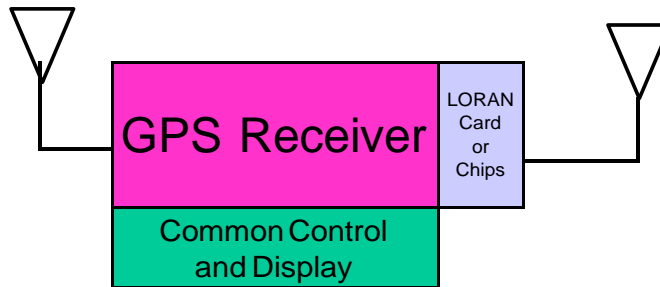 GPS Receiver
LORAN
Card
or
Chips
Common Control
and Display